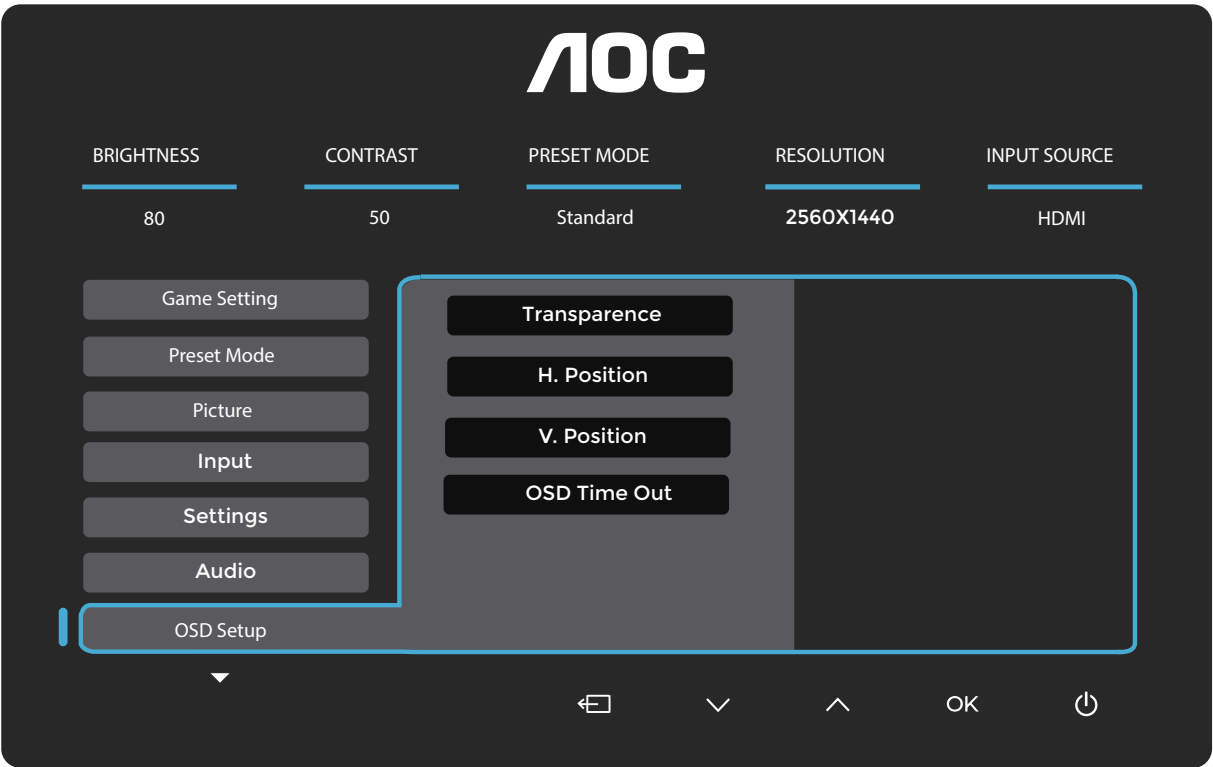 AOC
BRIGHTNESS CONTRAST PRESET MODE RESOLUTION INPUT SOURCE
80 50 Standard 2560X1440 HDMI
Game Setting
Transparence
Preset Mode
H. Position
Picture
V. Position
Input
OSD Time Out
Settings
Audio
OSD Setup
OK